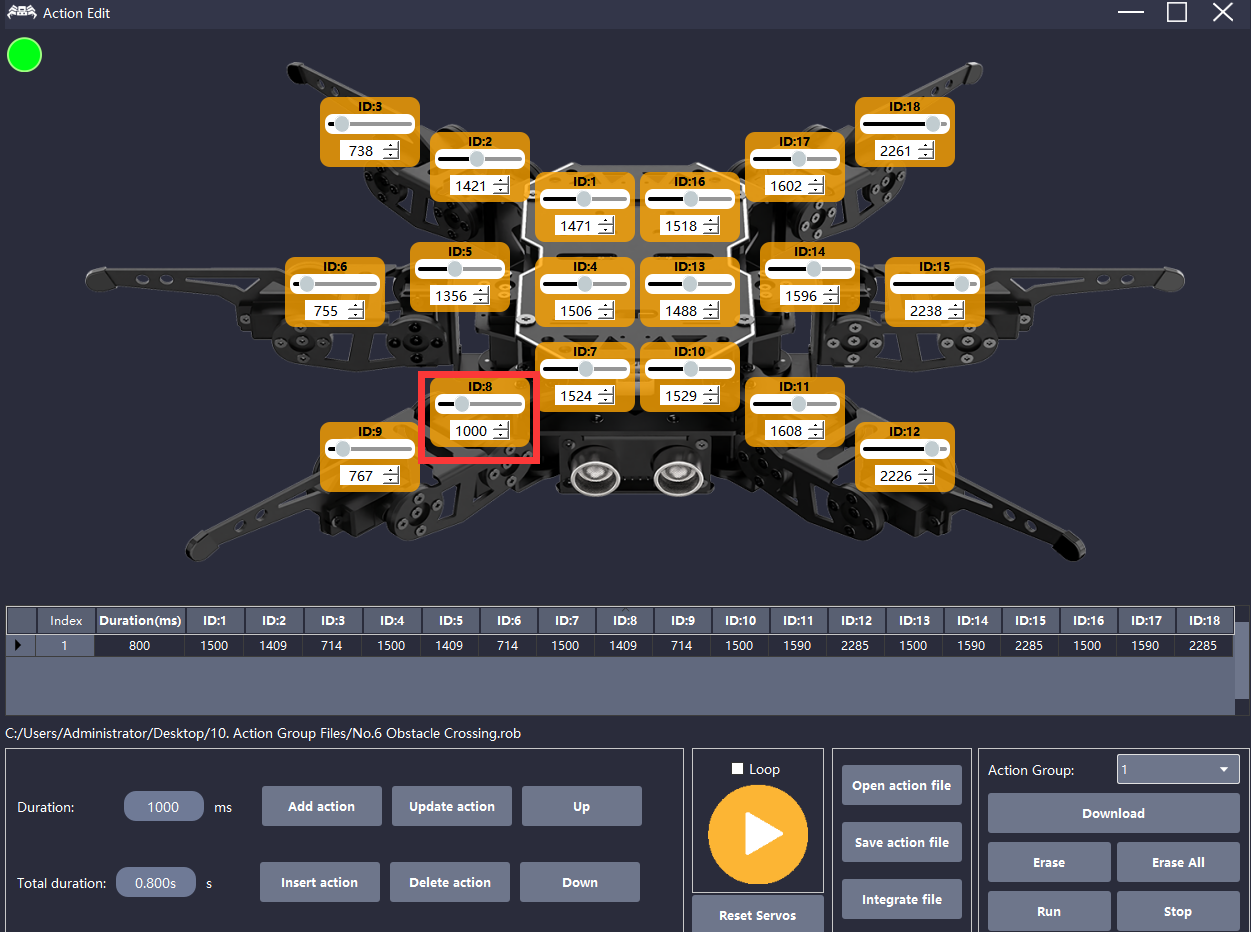 Action Edit
ID:3
738
ID:2
1421
ID:1
1471
ID:16
1518
ID:17
1602
ID:18
2261
ID:6
755
ID:5
1356
ID:4
1506
ID:13
1488
ID:14
1596
ID:15
2238
ID:9
767
ID:8
1000
ID:7
1524
ID:10
1529
ID:11
1608
ID:12
2226
Index Duration(ms) ID:1 ID:2 ID:3 ID:4 ID:5 ID:6 ID:7 ID:8 ID:9 ID:10 ID:11 ID:12 ID:13 ID:14 ID:15 ID:16 ID:17 ID:18
1 800 1500 1409 714 1500 1409 714 1500 1409 714 1500 1590 2285 1500 1590 2285 1500 1590 2285
C:/Users/Administrator/Desktop/10. Action Group Files/No.6 Obstacle Crossing.rob
Duration: 1000 ms Add action Update action Up
Total duration: 0.800s s Insert action Delete action Down
Loop
Reset Servos
Open action file
Save action file
Integrate file
Action Group: 1
Download
Erase Erase All
Run Stop